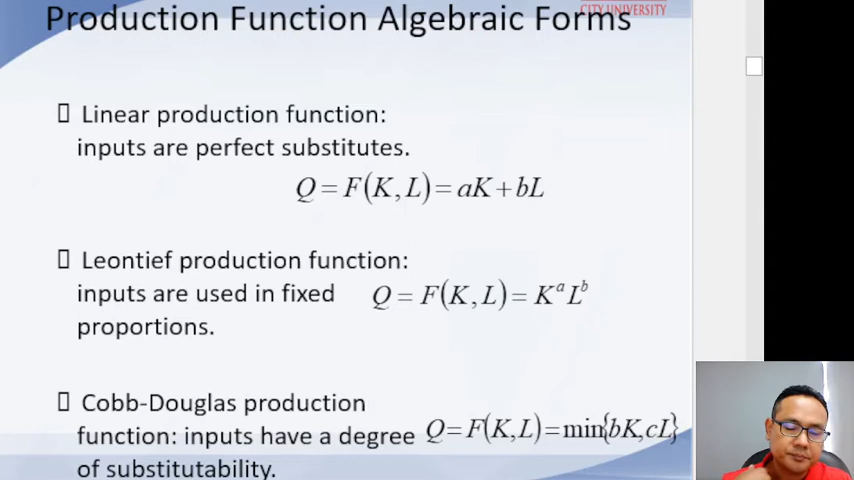 Production Function Algebraic Forms
CITY UNIVERSITY
Linear production function:
inputs are perfect substitutes.
Q = F(K, L) = aK + bL
Leontief production function:
inputs are used in fixed
proportions.
Q = F(K, L) = KᵃLᵇ
Cobb-Douglas production
function: inputs have a degree
of substitutability.
Q = F(K, L) = min{bK, cL}